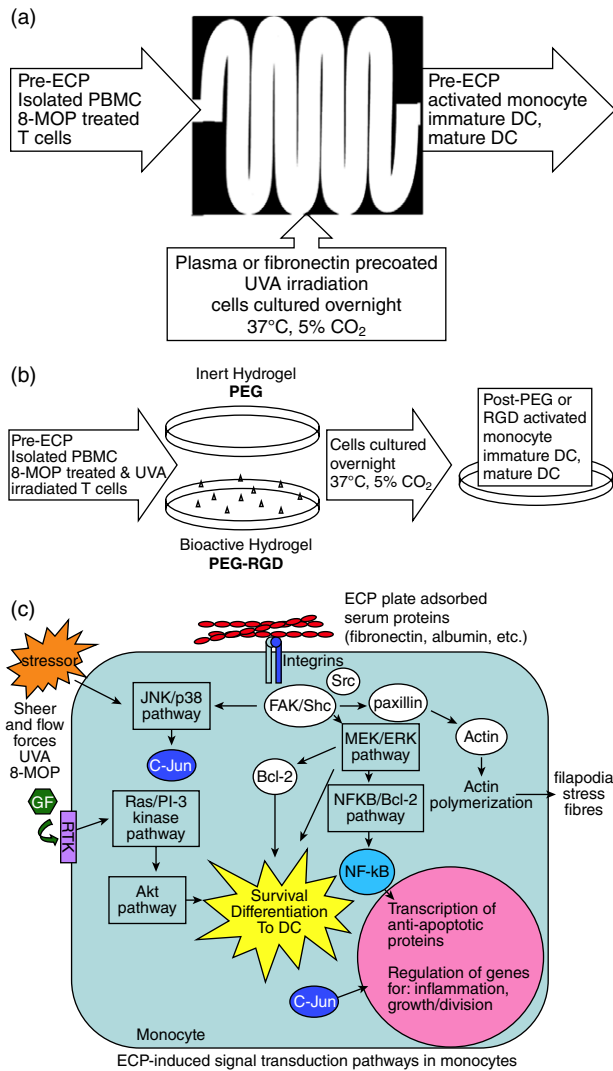 (a)
Pre-ECP
Isolated PBMC
8-MOP treated
T cells
Pre-ECP
activated monocyte
immature DC,
mature DC
Plasma or fibronectin precoated
UVA irradiation
cells cultured overnight
37°C, 5% CO₂
(b)
Inert Hydrogel
PEG
Pre-ECP
Isolated PBMC
8-MOP treated & UVA
irradiated T cells
Cells cultured
overnight
37°C, 5% CO₂
Post-PEG or
RGD activated
monocyte
immature DC,
mature DC
Bioactive Hydrogel
PEG-RGD
(c)
ECP plate adsorbed
serum proteins
(fibronectin, albumin, etc.)
stressor
Integrins
Src
Sheer
and flow
forces
UVA
8-MOP
JNK/p38
pathway
FAK/Shc
paxillin
C-Jun
MEK/ERK
pathway
Actin
Bcl-2
GF
RTK
Ras/PI-3
kinase
pathway
NFKB/Bcl-2
pathway
Actin
polymerization
filapodia
stress
fibres
NF-kB
Akt
pathway
Survival
Differentiation
To DC
Transcription of
anti-apoptotic
proteins
Regulation of genes
for: inflammation,
growth/division
C-Jun
Monocyte
ECP-induced signal transduction pathways in monocytes